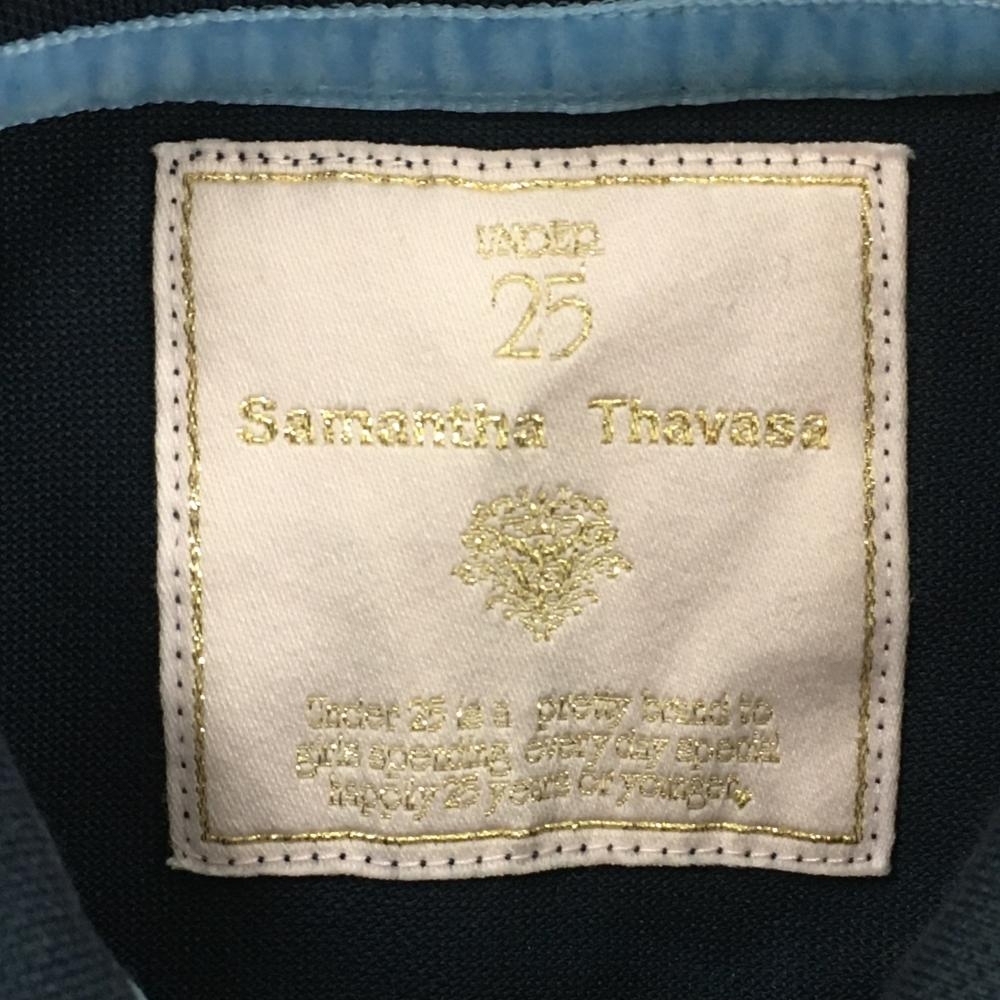 UNDER
25
Samantha Thavasa
Under 25 is a pretty brand to
girls spending every day special
happily 25 years or younger.